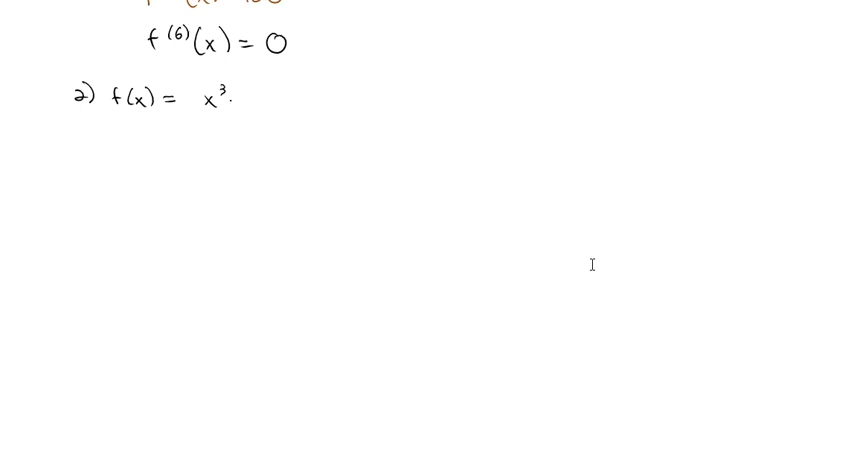 f⁽⁶⁾(x) = 0
2) f(x) = x³.